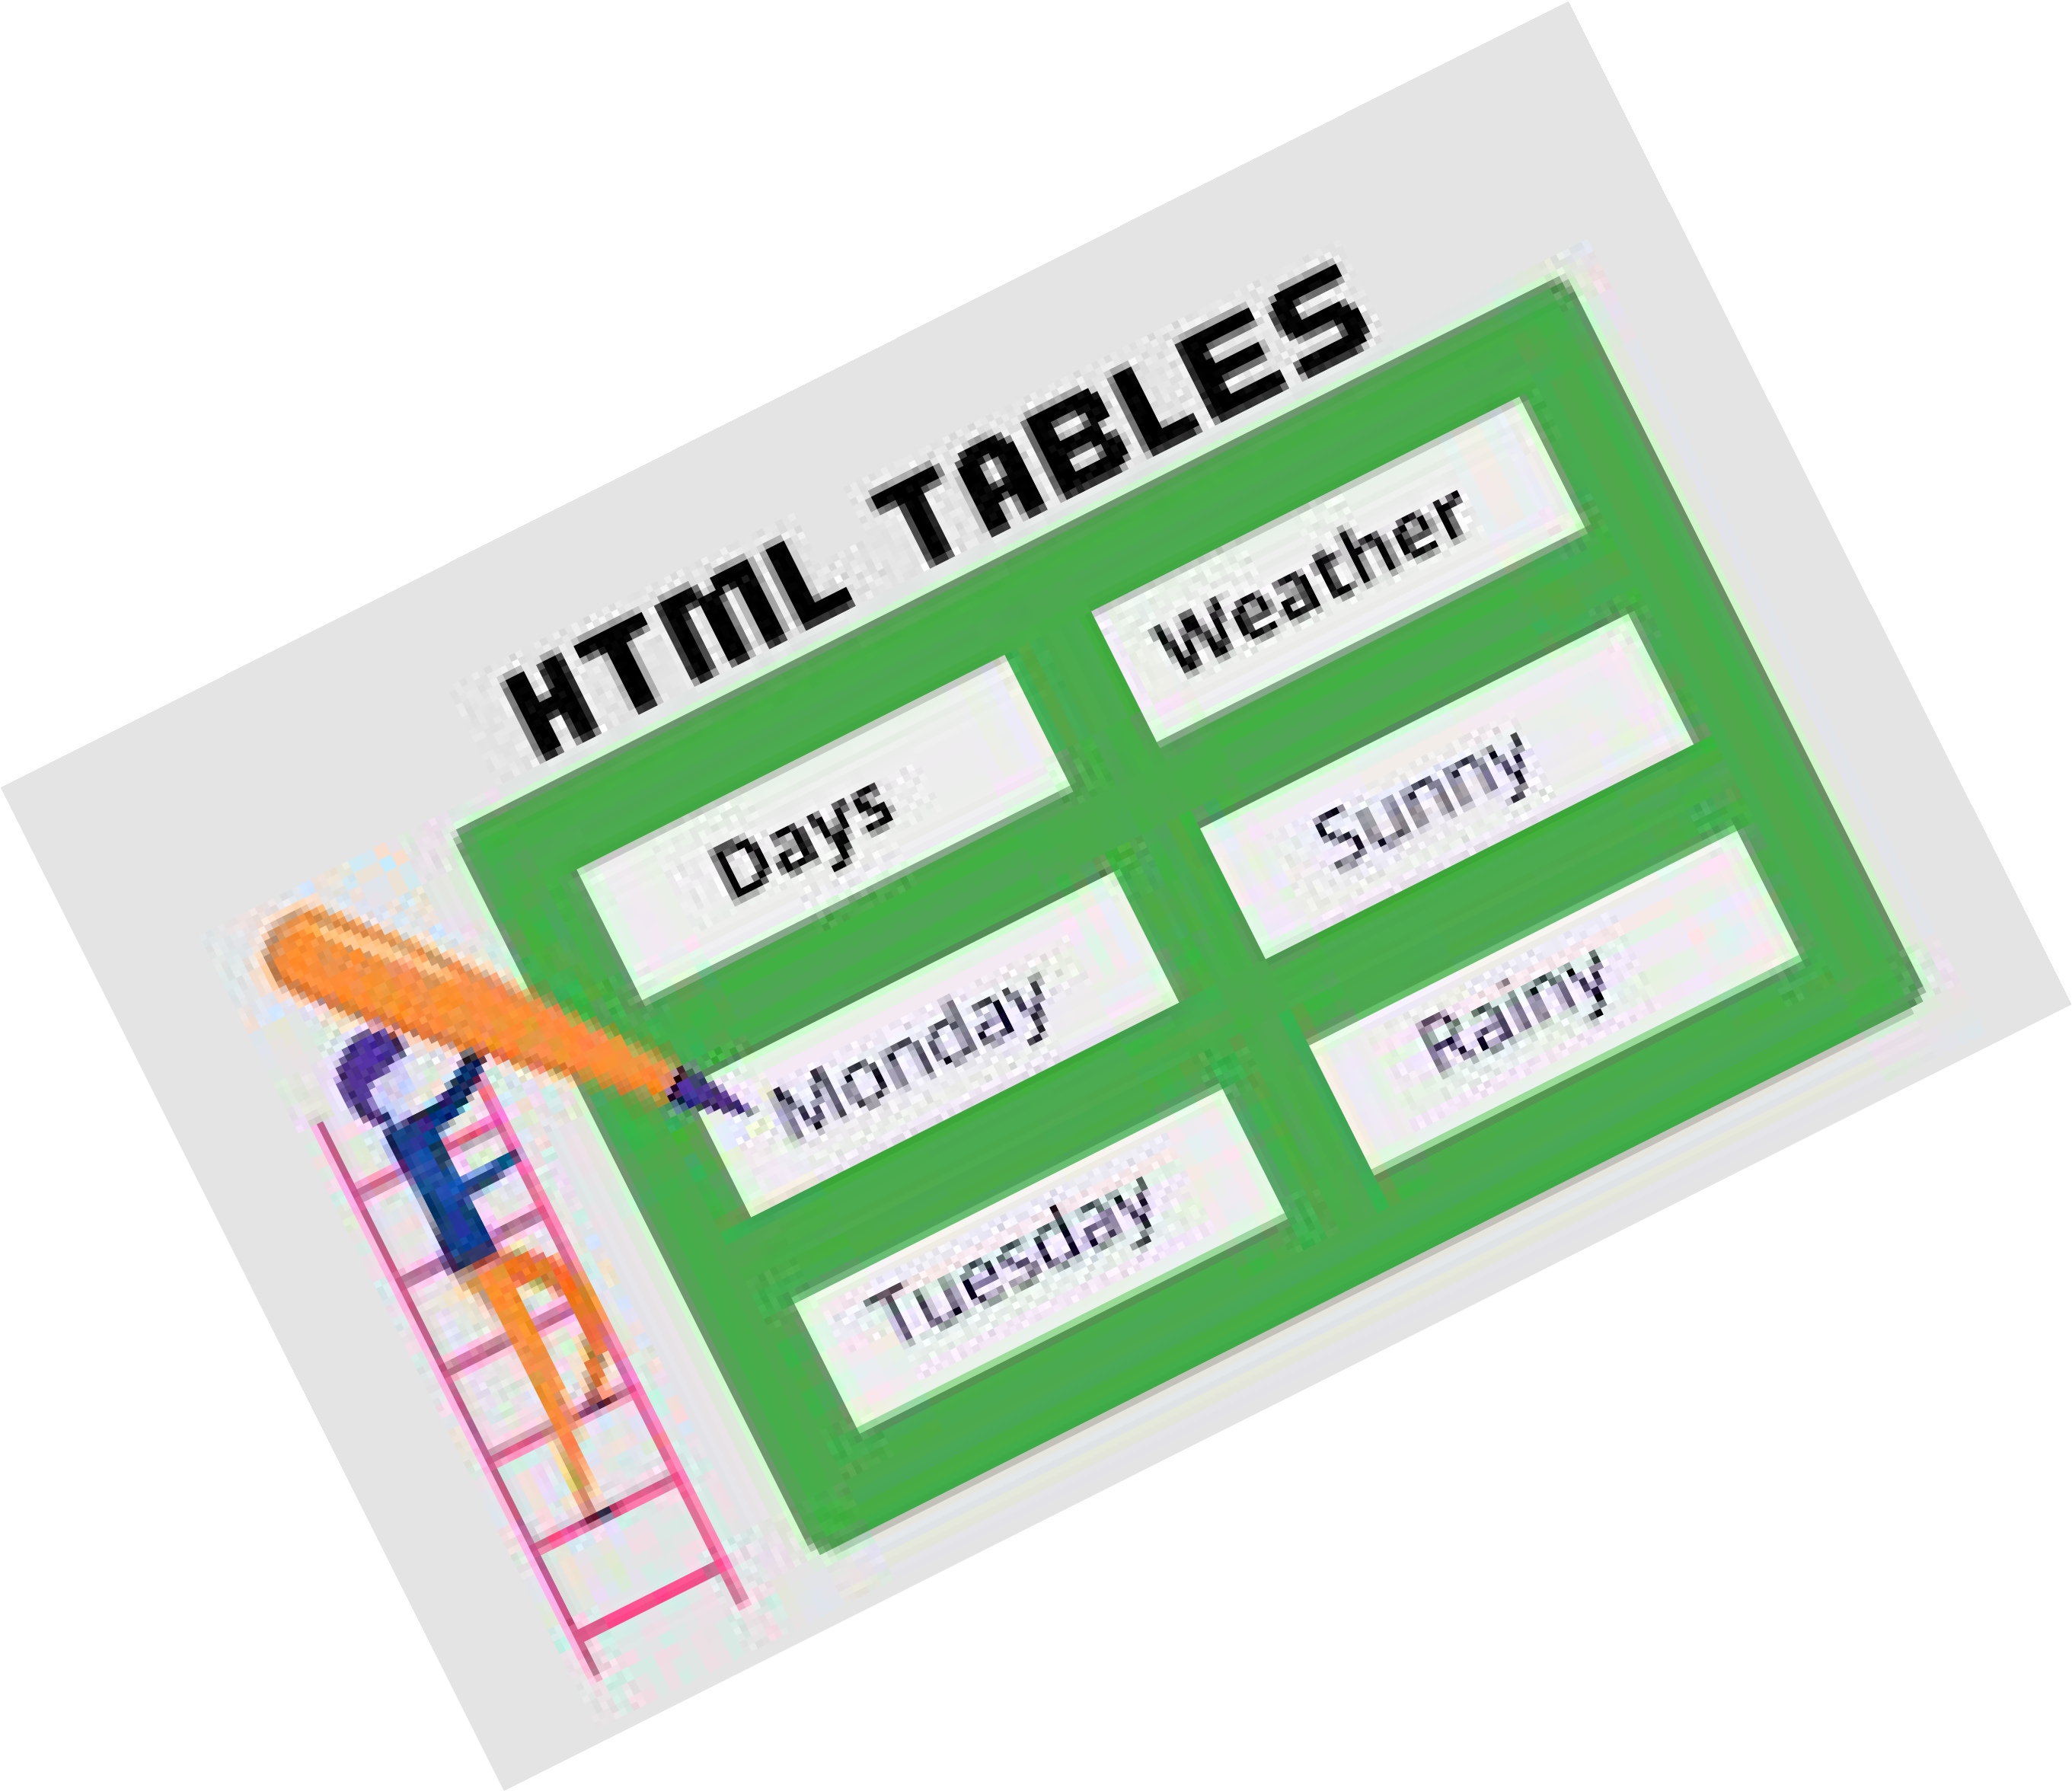 HTML TABLES
Days Weather
Monday Sunny
Tuesday Rainy